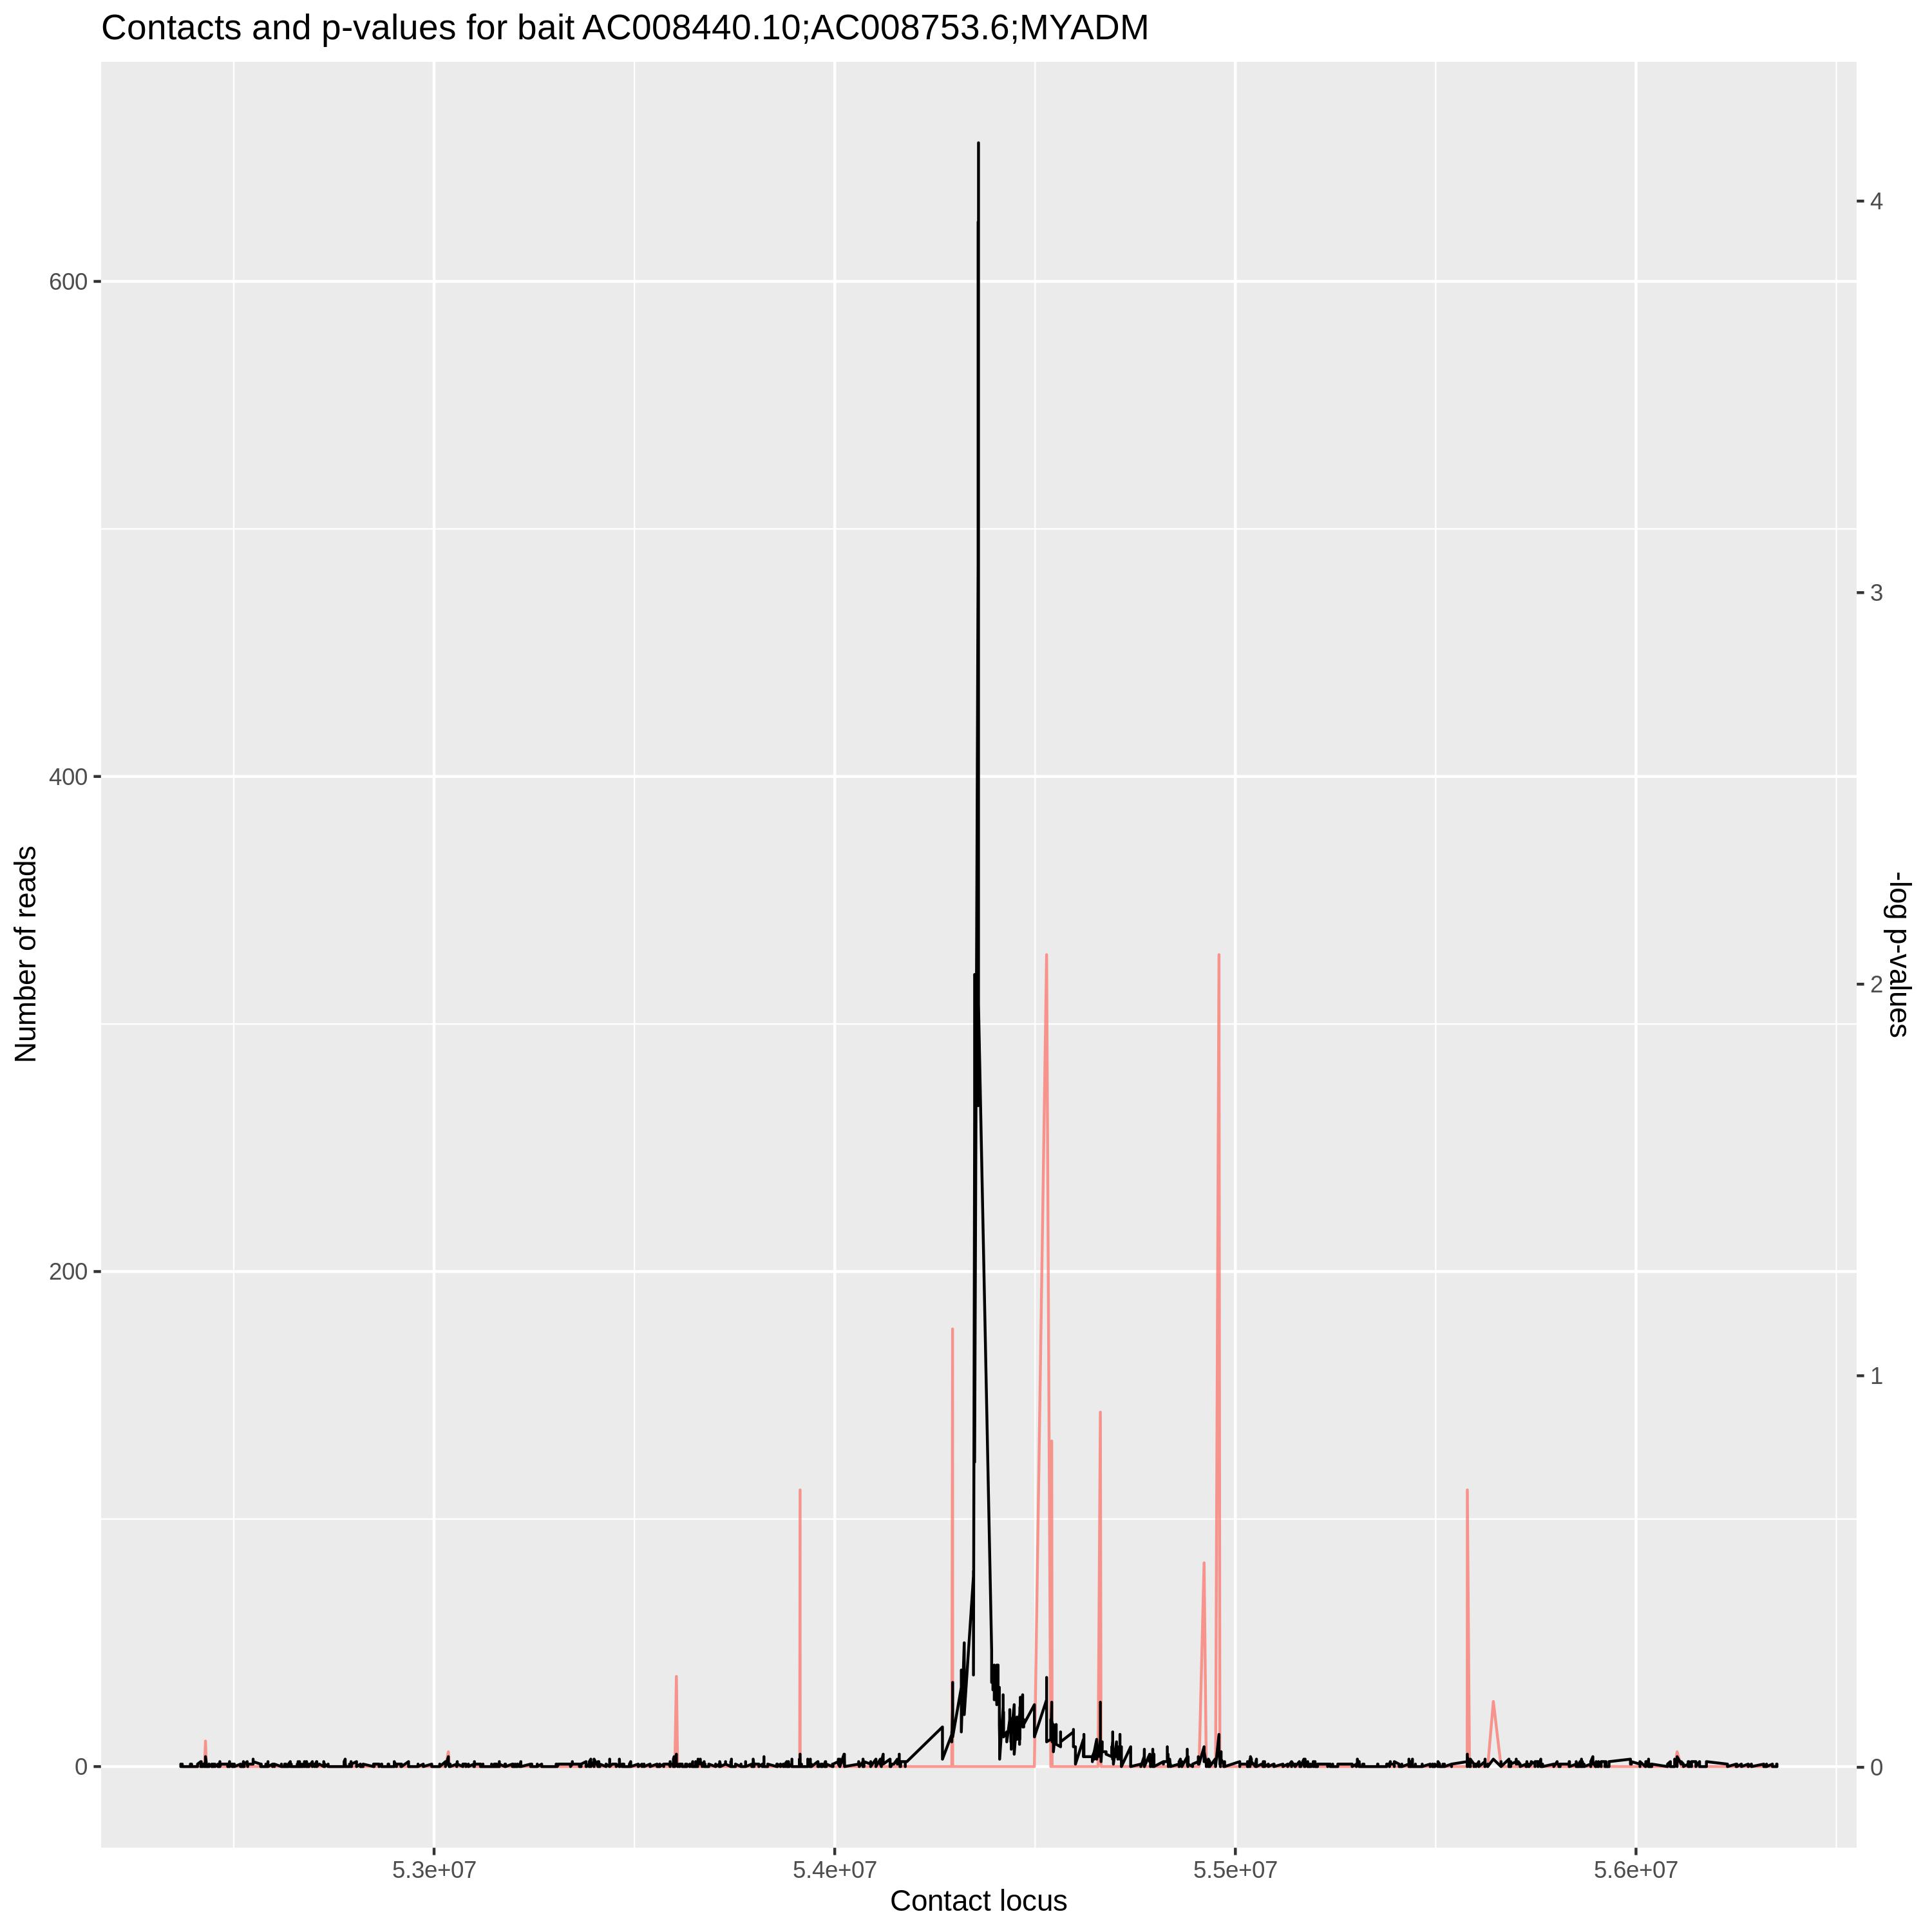 Contacts and p-values for bait AC008440.10;AC008753.6;MYADM
Number of reads
600
400
200
0
4
3
2
1
0
-log p-values
5.3e+07 5.4e+07 5.5e+07 5.6e+07
Contact locus